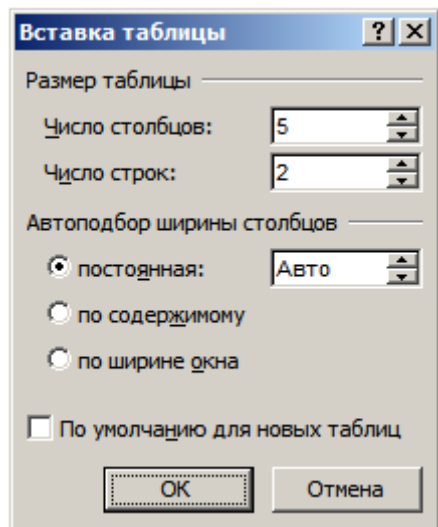 Вставка таблицы ?
Размер таблицы
Число столбцов: 5
Число строк: 2
Автоподбор ширины столбцов
постоянная: Авто
по содержимому
по ширине окна
По умолчанию для новых таблиц
ОК Отмена